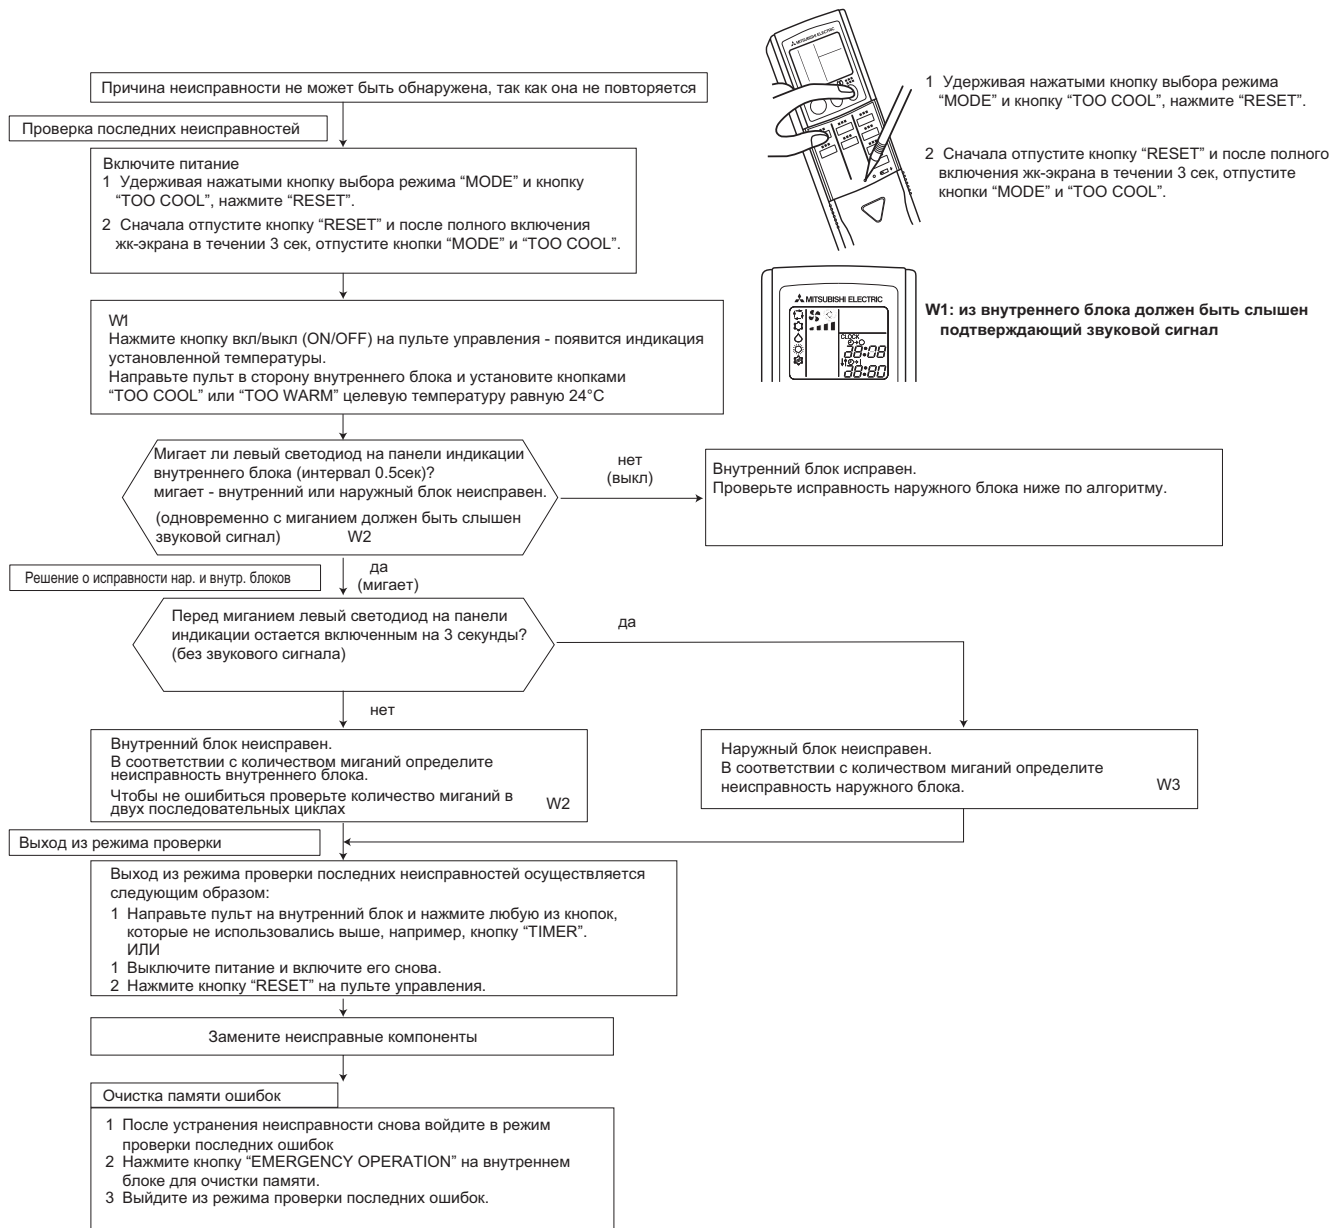 Причина неисправности не может быть обнаружена, так как она не повторяется
Проверка последних неисправностей
Включите питание
1 Удерживая нажатыми кнопку выбора режима “MODE” и кнопку
“TOO COOL”, нажмите “RESET”.
2 Сначала отпустите кнопку “RESET” и после полного включения
жк-экрана в течении 3 сек, отпустите кнопки “MODE” и “TOO COOL”.
MITSUBISHI ELECTRIC
1 Удерживая нажатыми кнопку выбора режима
“MODE” и кнопку “TOO COOL”, нажмите “RESET”.
2 Сначала отпустите кнопку “RESET” и после полного
включения жк-экрана в течении 3 сек, отпустите
кнопки “MODE” и “TOO COOL”.
MITSUBISHI ELECTRIC
CLOCK
88:08
88:80
W1: из внутреннего блока должен быть слышен
подтверждающий звуковой сигнал
W1
Нажмите кнопку вкл/выкл (ON/OFF) на пульте управления - появится индикация
установленной температуры.
Направьте пульт в сторону внутреннего блока и установите кнопками
“TOO COOL” или “TOO WARM” целевую температуру равную 24°C
Мигает ли левый светодиод на панели индикации
внутреннего блока (интервал 0.5сек)?
мигает - внутренний или наружный блок неисправен.
(одновременно с миганием должен быть слышен
звуковой сигнал) W2
нет
(выкл)
Внутренний блок исправен.
Проверьте исправность наружного блока ниже по алгоритму.
да
(мигает)
Решение о исправности нар. и внутр. блоков
Перед миганием левый светодиод на панели
индикации остается включенным на 3 секунды?
(без звукового сигнала)
да
нет
Внутренний блок неисправен.
В соответствии с количеством миганий определите
неисправность внутреннего блока.
Чтобы не ошибиться проверьте количество миганий в
двух последовательных циклах W2
Наружный блок неисправен.
В соответствии с количеством миганий определите
неисправность наружного блока. W3
Выход из режима проверки
Выход из режима проверки последних неисправностей осуществляется
следующим образом:
1 Направьте пульт на внутренний блок и нажмите любую из кнопок,
которые не использовались выше, например, кнопку “TIMER”.
ИЛИ
1 Выключите питание и включите его снова.
2 Нажмите кнопку “RESET” на пульте управления.
Замените неисправные компоненты
Очистка памяти ошибок
1 После устранения неисправности снова войдите в режим
проверки последних ошибок
2 Нажмите кнопку “EMERGENCY OPERATION” на внутреннем
блоке для очистки памяти.
3 Выйдите из режима проверки последних ошибок.